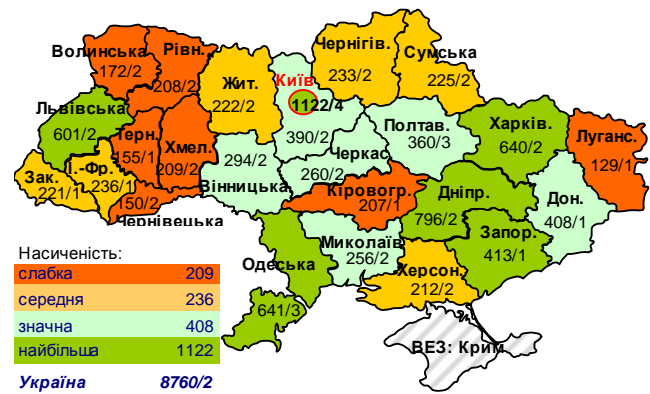 Волинська
172/2
Рівн.
208/2
Жит.
222/2
Київ
1122/4
390/2
Чернігів.
233/2
Сумська
225/2
Львівська
601/2
Терн.
155/1
Хмел.
209/2
294/2
Вінницька
Черкас.
260/2
Полтав.
360/3
Харків.
640/2
Луганс.
129/1
Зак.
221/1
І.-Фр.
236/1
150/2
Чернівецька
Кіровогр.
207/1
Дніпр.
796/2
Дон.
408/1
Запор.
413/1
Миколаїв.
256/2
Одеська
641/3
Херсон.
212/2
ВЕЗ: Крим
Насиченість:
слабка 209
середня 236
значна 408
найбільша 1122
Україна 8760/2